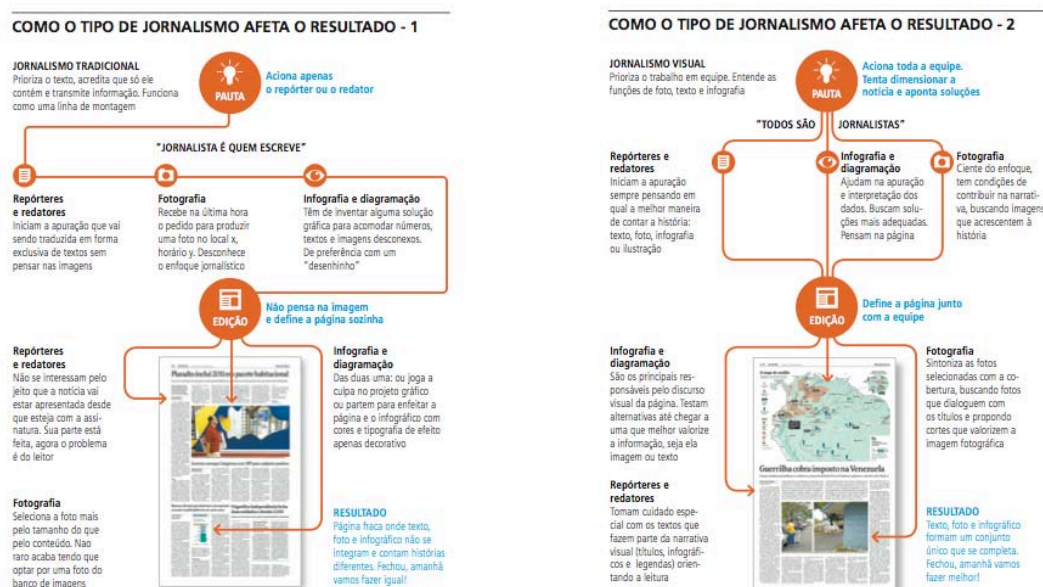 COMO O TIPO DE JORNALISMO AFETA O RESULTADO - 1
JORNALISMO TRADICIONAL
Prioriza o texto, acredita que só ele
contém e transmite informação. Funciona
como uma linha de montagem
PAUTA
Aciona apenas
o repórter ou o redator
"JORNALISTA É QUEM ESCREVE"
Repórteres
e redatores
Iniciam a apuração que vai
sendo traduzida em forma
exclusiva de textos sem
pensar nas imagens
Fotografia
Recebe na última hora
o pedido para produzir
uma foto no local x,
horário y. Desconhece
o enfoque jornalístico
Infografia e diagramação
Têm de inventar alguma solução
gráfica para acomodar números,
textos e imagens desconexos.
De preferência com um
"desenhinho"
EDIÇÃO
Não pensa na imagem
e define a página sozinha
Repórteres
e redatores
Não se interessam pelo
jeito que a notícia vai
estar apresentada desde
que esteja com a assi-
natura. Sua parte está
feita, agora o problema
é do leitor
Fotografia
Seleciona a foto mais
pelo tamanho do que
pelo conteúdo. Nao
raro acaba tendo que
optar por uma foto do
banco de imagens
Planalto inclui 2010 em pacote habitacional
Infografia e
diagramação
Das duas uma: ou joga a
culpa no projeto gráfico
ou partem para enfeitar a
página e o infográfico com
cores e tipografia de efeito
apenas decorativo
RESULTADO
Página fraca onde texto,
foto e infográfico não se
integram e contam histórias
diferentes. Fechou, amanhã
vamos fazer igual!
COMO O TIPO DE JORNALISMO AFETA O RESULTADO - 2
JORNALISMO VISUAL
Prioriza o trabalho em equipe. Entende as
funções de foto, texto e infografia
PAUTA
Aciona toda a equipe.
Tenta dimensionar a
notícia e aponta soluções
"TODOS SÃO JORNALISTAS"
Repórteres e
redatores
Iniciam a apuração
sempre pensando em
qual a melhor maneira
de contar a história:
texto, foto, infografia
ou ilustração
Infografia e
diagramação
Ajudam na apuração
e interpretação dos
dados. Buscam solu-
ções mais adequadas.
Pensam na página
Fotografia
Ciente do enfoque,
tem condições de
contribuir na narrati-
va, buscando imagens
que acrescentem à
história
EDIÇÃO
Define a página junto
com a equipe
Infografia e
diagramação
São os principais res-
ponsáveis pelo discurso
visual da página. Testam
alternativas até chegar a
uma que melhor valorize
a informação, seja ela
imagem ou texto
Repórteres e
redatores
Tomam cuidado espe-
cial com os textos que
fazem parte da narrativa
visual (títulos, infográfi-
cos e legendas) orien-
tando a leitura
Guerrilha cobra imposto na Venezuela
Fotografia
Sintoniza as fotos
selecionadas com a co-
bertura, buscando fotos
que dialoguem com
os títulos e propondo
cortes que valorizem a
imagem fotográfica
RESULTADO
Texto, foto e infográfico
formam um conjunto
único que se completa.
Fechou, amanhã vamos
fazer melhor!